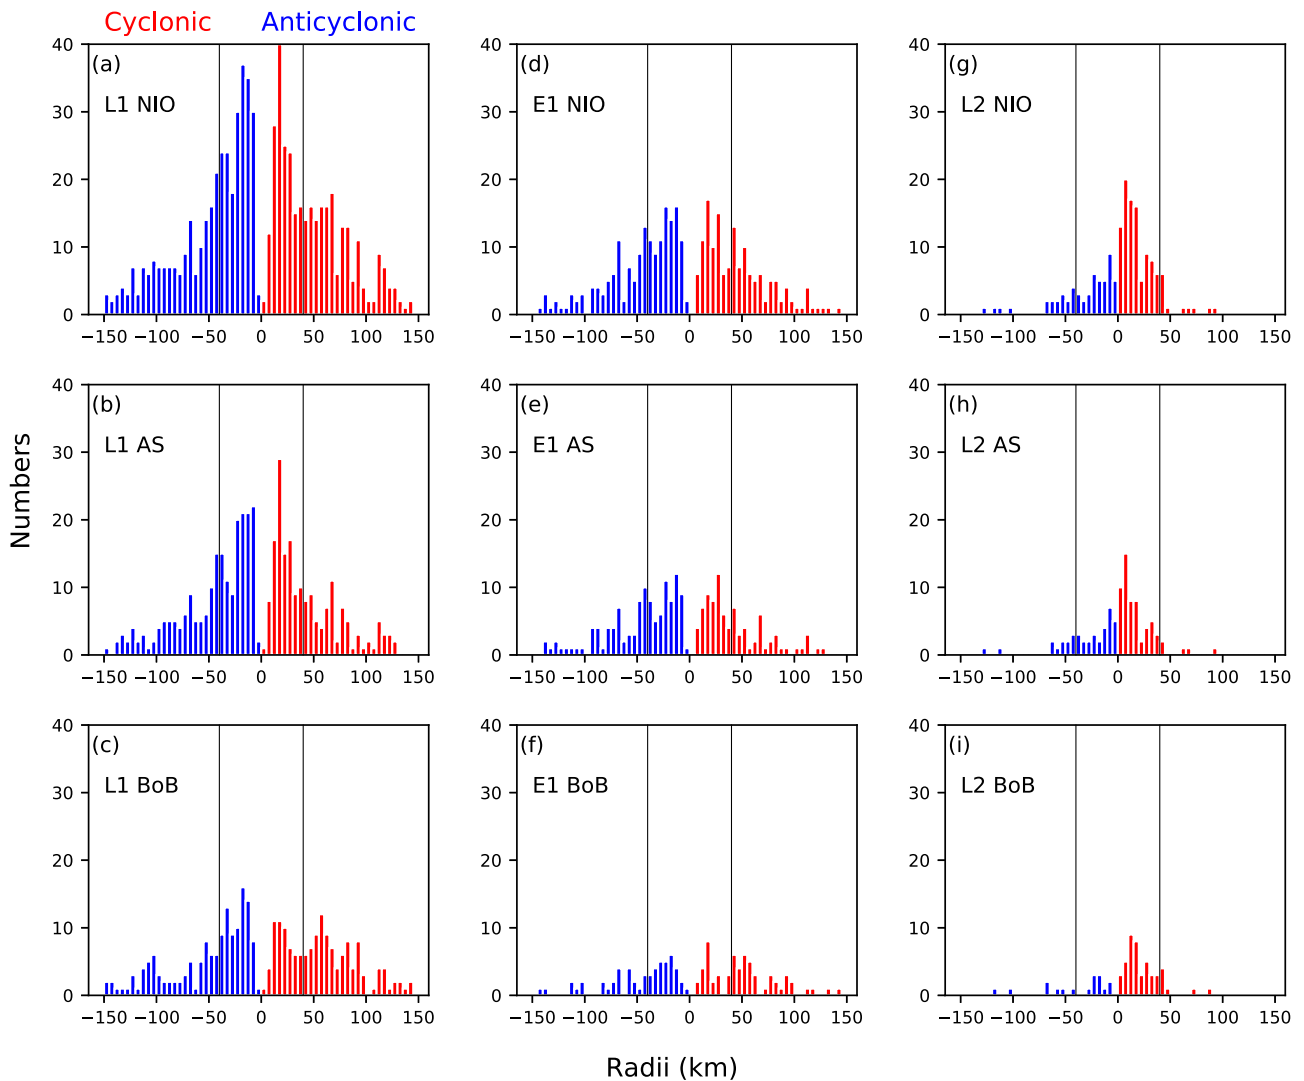 Cyclonic Anticyclonic
(a)
L1 NIO
40
30
20
10
0
−150 −100 −50 0 50 100 150
(d)
E1 NIO
40
30
20
10
0
−150 −100 −50 0 50 100 150
(g)
L2 NIO
40
30
20
10
0
−150 −100 −50 0 50 100 150
Numbers
(b)
L1 AS
40
30
20
10
0
−150 −100 −50 0 50 100 150
(e)
E1 AS
40
30
20
10
0
−150 −100 −50 0 50 100 150
(h)
L2 AS
40
30
20
10
0
−150 −100 −50 0 50 100 150
(c)
L1 BoB
40
30
20
10
0
−150 −100 −50 0 50 100 150
(f)
E1 BoB
40
30
20
10
0
−150 −100 −50 0 50 100 150
(i)
L2 BoB
40
30
20
10
0
−150 −100 −50 0 50 100 150
Radii (km)